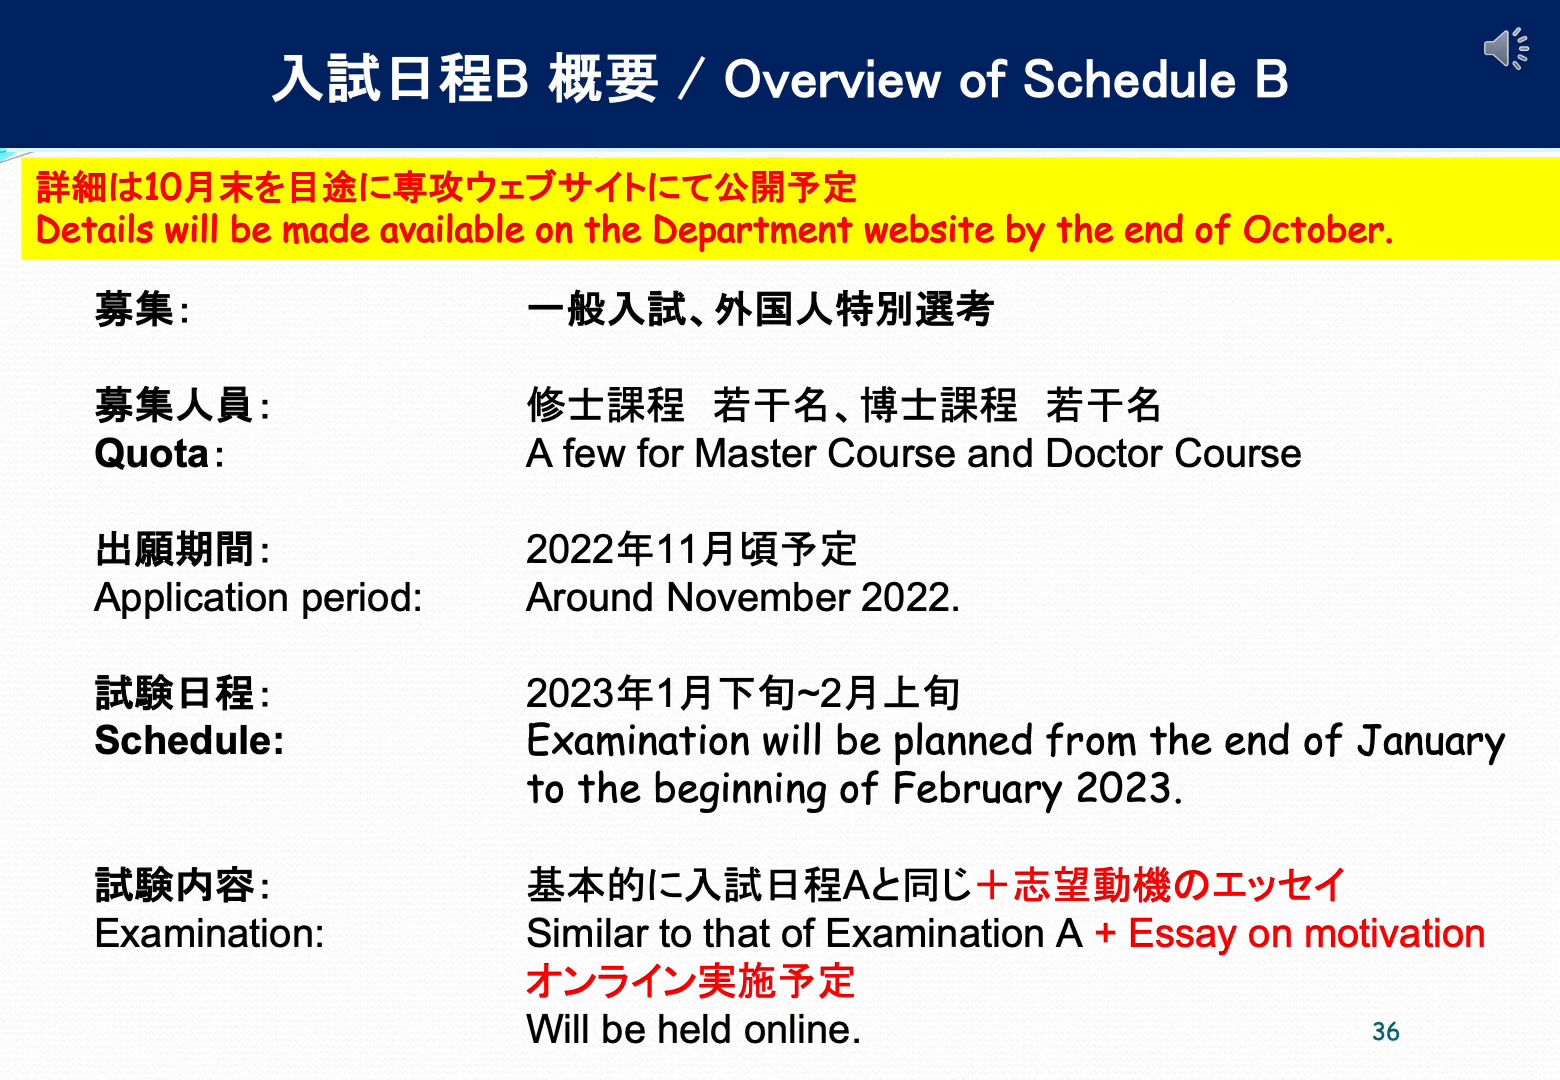 入試日程B 概要 / Overview of Schedule B
詳細は10月末を目途に専攻ウェブサイトにて公開予定
Details will be made available on the Department website by the end of October.
募集： 一般入試、外国人特別選考
募集人員： 修士課程　若干名、博士課程　若干名
Quota： A few for Master Course and Doctor Course
出願期間： 2022年11月頃予定
Application period: Around November 2022.
試験日程： 2023年1月下旬~2月上旬
Schedule: Examination will be planned from the end of January
to the beginning of February 2023.
試験内容： 基本的に入試日程Aと同じ＋志望動機のエッセイ
Examination: Similar to that of Examination A + Essay on motivation
オンライン実施予定
Will be held online.
36